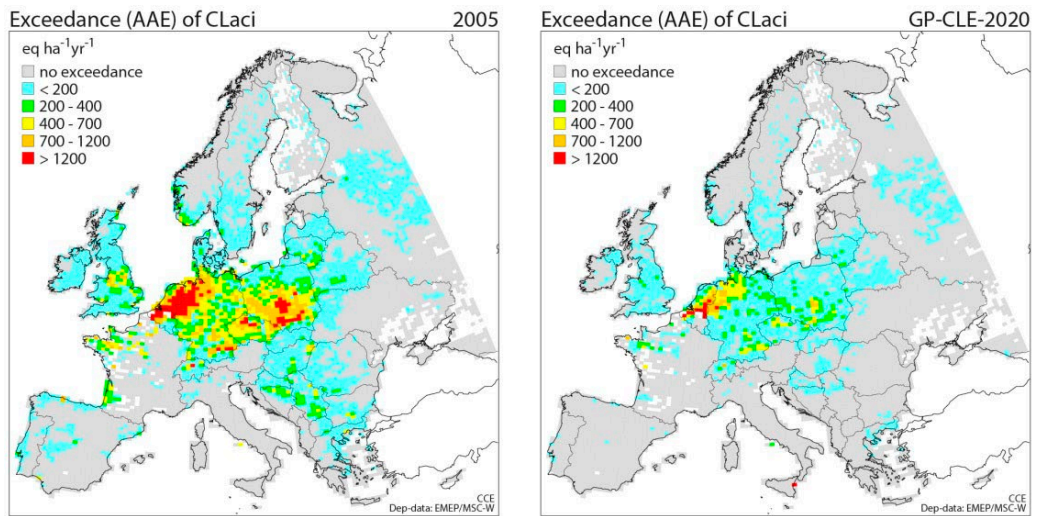 Exceedance (AAE) of CLaci 2005
eq ha⁻¹yr⁻¹
no exceedance
< 200
200 - 400
400 - 700
700 - 1200
> 1200
CCE
Dep-data: EMEP/MSC-W
Exceedance (AAE) of CLaci GP-CLE-2020
eq ha⁻¹yr⁻¹
no exceedance
< 200
200 - 400
400 - 700
700 - 1200
> 1200
CCE
Dep-data: EMEP/MSC-W